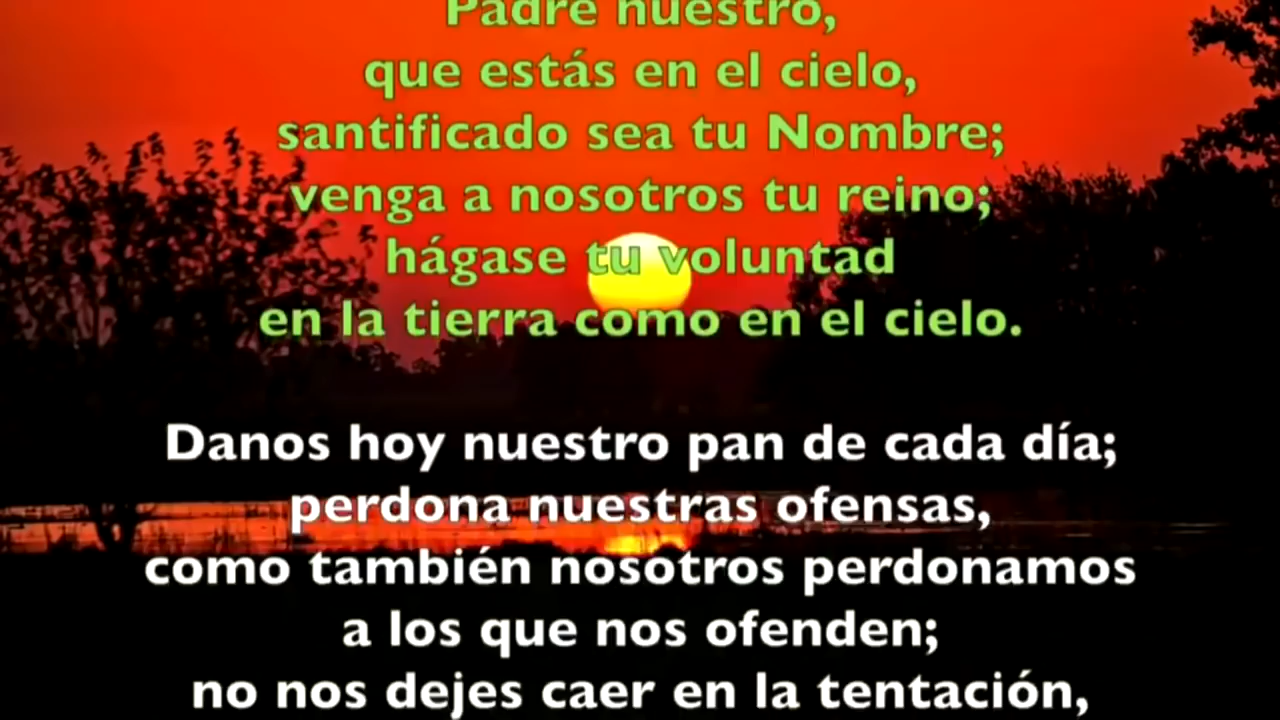 Padre nuestro,
que estás en el cielo,
santificado sea tu Nombre;
venga a nosotros tu reino;
hágase tu voluntad
en la tierra como en el cielo.
Danos hoy nuestro pan de cada día;
perdona nuestras ofensas,
como también nosotros perdonamos
a los que nos ofenden;
no nos dejes caer en la tentación,